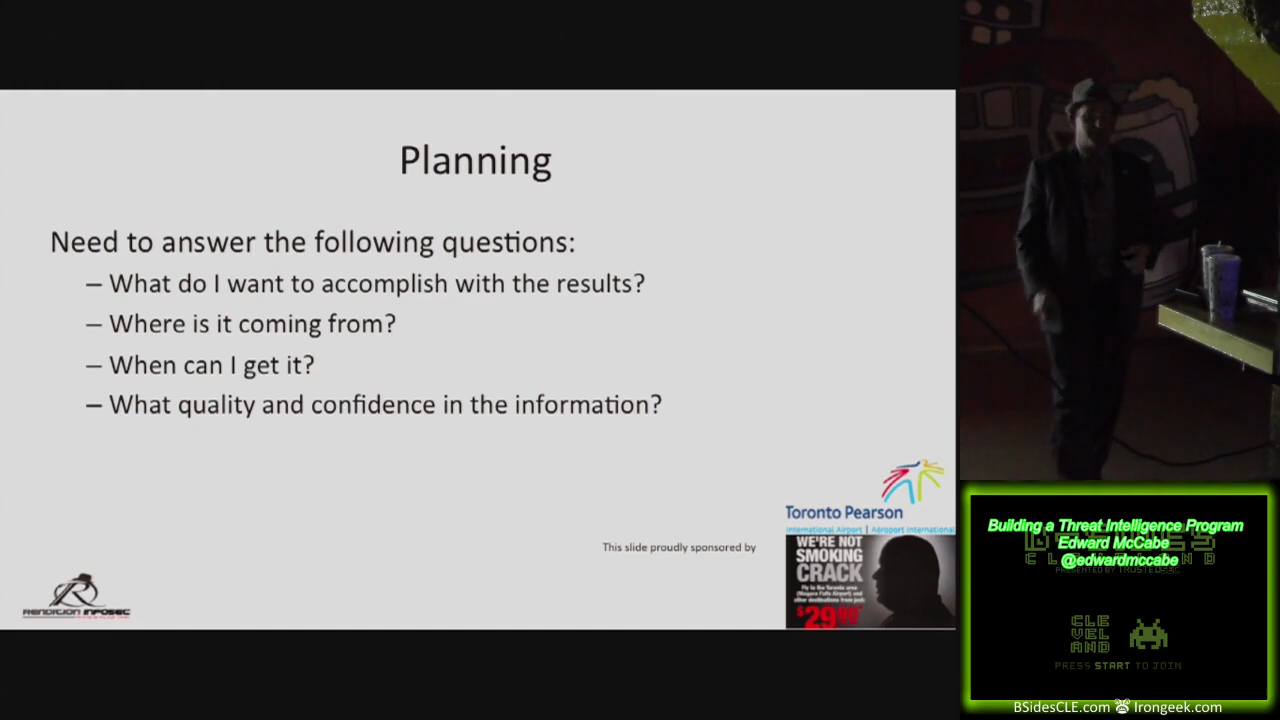 Planning
Need to answer the following questions:
– What do I want to accomplish with the results?
– Where is it coming from?
– When can I get it?
– What quality and confidence in the information?
This slide proudly sponsored by
Toronto Pearson
International Airport | Aéroport International
WE'RE NOT
SMOKING
CRACK
Fly to the Toronto area
(Niagara Falls Airport) and
other destinations from just:
$29
RENDITION INFOSEC
Building a Threat Intelligence Program
Edward McCabe
@edwardmccabe
CLEVELAND
PRESENTED BY TRUSTEDSEC
CLE
VEL
AND
PRESS START TO JOIN
BSidesCLE.com Irongeek.com